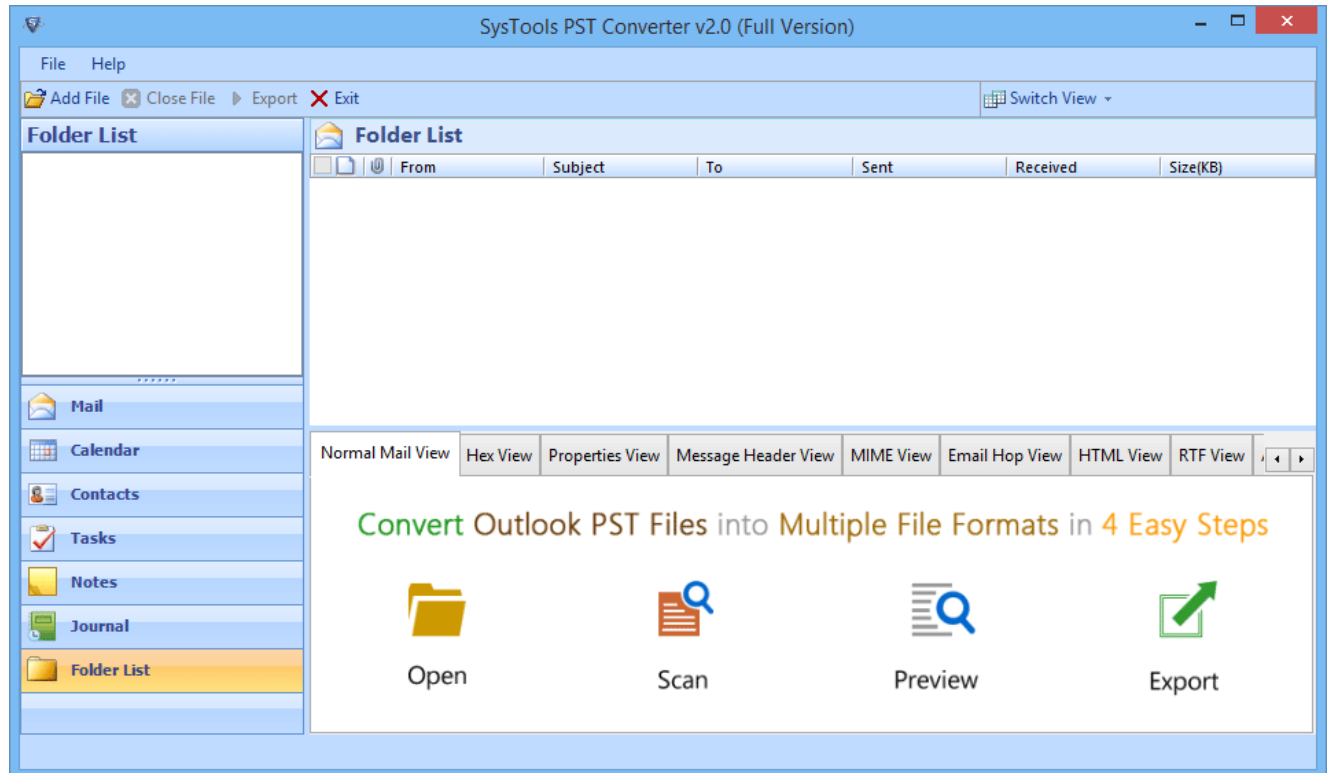 SysTools PST Converter v2.0 (Full Version)
File Help
Add File Close File Export Exit Switch View
Folder List
Folder List
From Subject To Sent Received Size(KB)
Mail
Calendar
Contacts
Tasks
Notes
Journal
Folder List
Normal Mail View Hex View Properties View Message Header View MIME View Email Hop View HTML View RTF View
Convert Outlook PST Files into Multiple File Formats in 4 Easy Steps
Open Scan Preview Export